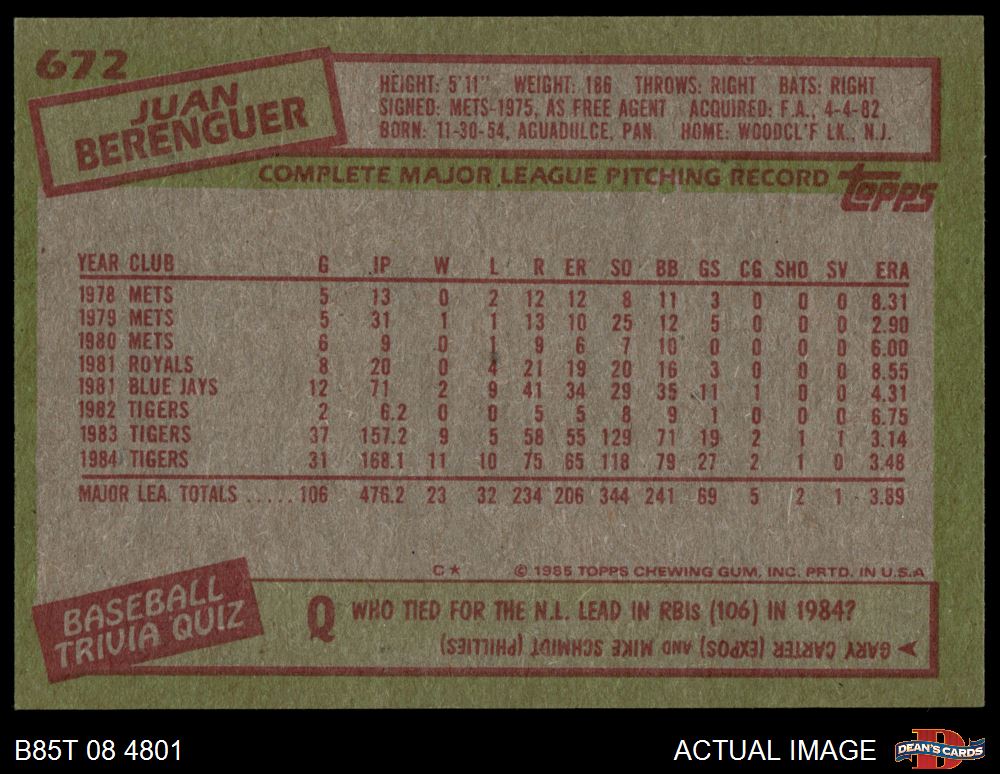 672
JUAN
BERENGUER
HEIGHT: 5'11" WEIGHT: 186 THROWS: RIGHT BATS: RIGHT
SIGNED: METS-1975, AS FREE AGENT ACQUIRED: F.A., 4-4-82
BORN: 11-30-54, AGUADULCE, PAN. HOME: WOODCL'F LK., N.J.
COMPLETE MAJOR LEAGUE PITCHING RECORD
topps
YEAR CLUB G IP W L R ER SO BB GS CG SHO SV ERA
1978 METS 5 13 0 2 12 12 8 11 3 0 0 0 8.31
1979 METS 5 31 1 1 13 10 25 12 5 0 0 0 2.90
1980 METS 6 9 0 1 9 6 7 10 0 0 0 0 6.00
1981 ROYALS 8 20 0 4 21 19 20 16 3 0 0 0 8.55
1981 BLUE JAYS 12 71 2 9 41 34 29 35 11 1 0 0 4.31
1982 TIGERS 2 6.2 0 0 5 5 8 9 1 0 0 0 6.75
1983 TIGERS 37 157.2 9 5 58 55 129 71 19 2 1 1 3.14
1984 TIGERS 31 168.1 11 10 75 65 118 79 27 2 1 0 3.48
MAJOR LEA. TOTALS ..... 106 476.2 23 32 234 206 344 241 69 5 2 1 3.89
C* © 1985 TOPPS CHEWING GUM, INC. PRTD. IN U.S.A
BASEBALL
TRIVIA QUIZ
Q WHO TIED FOR THE N.L. LEAD IN RBIs (106) IN 1984?
GARY CARTER (EXPOS) AND MIKE SCHMIDT (PHILLIES)
B85T 08 4801
ACTUAL IMAGE
D
DEAN'S CARDS